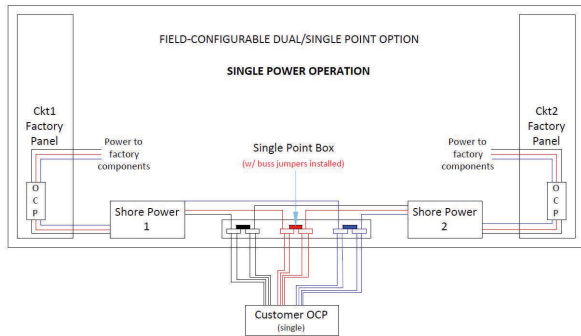 FIELD-CONFIGURABLE DUAL/SINGLE POINT OPTION
SINGLE POWER OPERATION
Ckt1
Factory
Panel
Power to
factory
components
O
C
P
Shore Power
1
Single Point Box
(w/ buss jumpers installed)
Ckt2
Factory
Panel
Power to
factory
components
O
C
P
Shore Power
2
Customer OCP
(single)